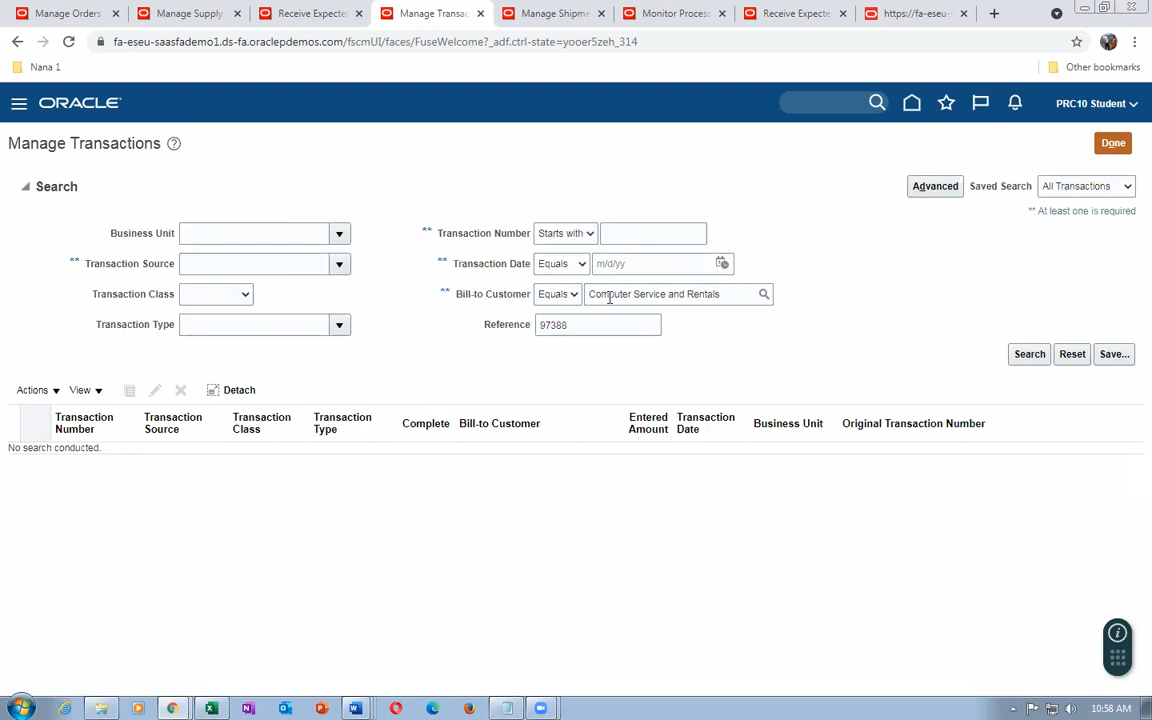 Manage Orders
Manage Supply
Receive Expecte
Manage Transac
Manage Shipme
Monitor Process
Receive Expecte
https://fa-eseu-s
fa-eseu-saasfademo1.ds-fa.oraclepdemos.com/fscmUI/faces/FuseWelcome?_adf.ctrl-state=yooer5zeh_314
Nana 1
Other bookmarks
ORACLE
PRC10 Student
Manage Transactions
Done
Search
Advanced
Saved Search
All Transactions
** At least one is required
Business Unit
** Transaction Number
Starts with
** Transaction Source
** Transaction Date
Equals
m/d/yy
Transaction Class
** Bill-to Customer
Equals
Computer Service and Rentals
Transaction Type
Reference
97388
Search
Reset
Save...
Actions
View
Detach
Transaction Number
Transaction Source
Transaction Class
Transaction Type
Complete
Bill-to Customer
Entered Amount
Transaction Date
Business Unit
Original Transaction Number
No search conducted.
10:58 AM